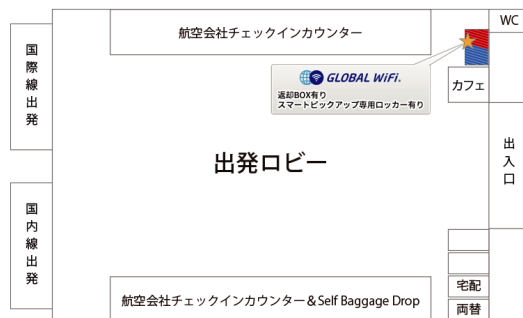 航空会社チェックインカウンター
WC
国際線出発
GLOBAL WiFi.
返却BOX有り
スマートピックアップ専用ロッカー有り
カフェ
出入口
出発ロビー
国内線出発
宅配
両替
航空会社チェックインカウンター＆Self Baggage Drop